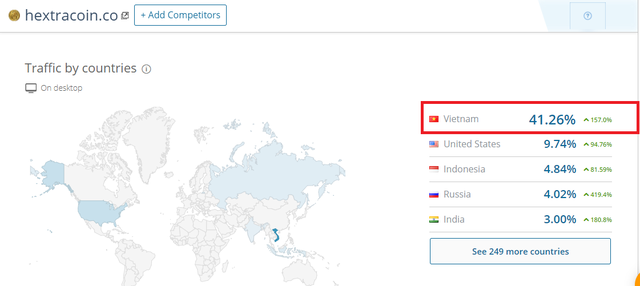 hextracoin.co + Add Competitors
Traffic by countries
On desktop
Vietnam 41.26% 157.0%
United States 9.74% 94.76%
Indonesia 4.84% 81.59%
Russia 4.02% 419.4%
India 3.00% 180.8%
See 249 more countries